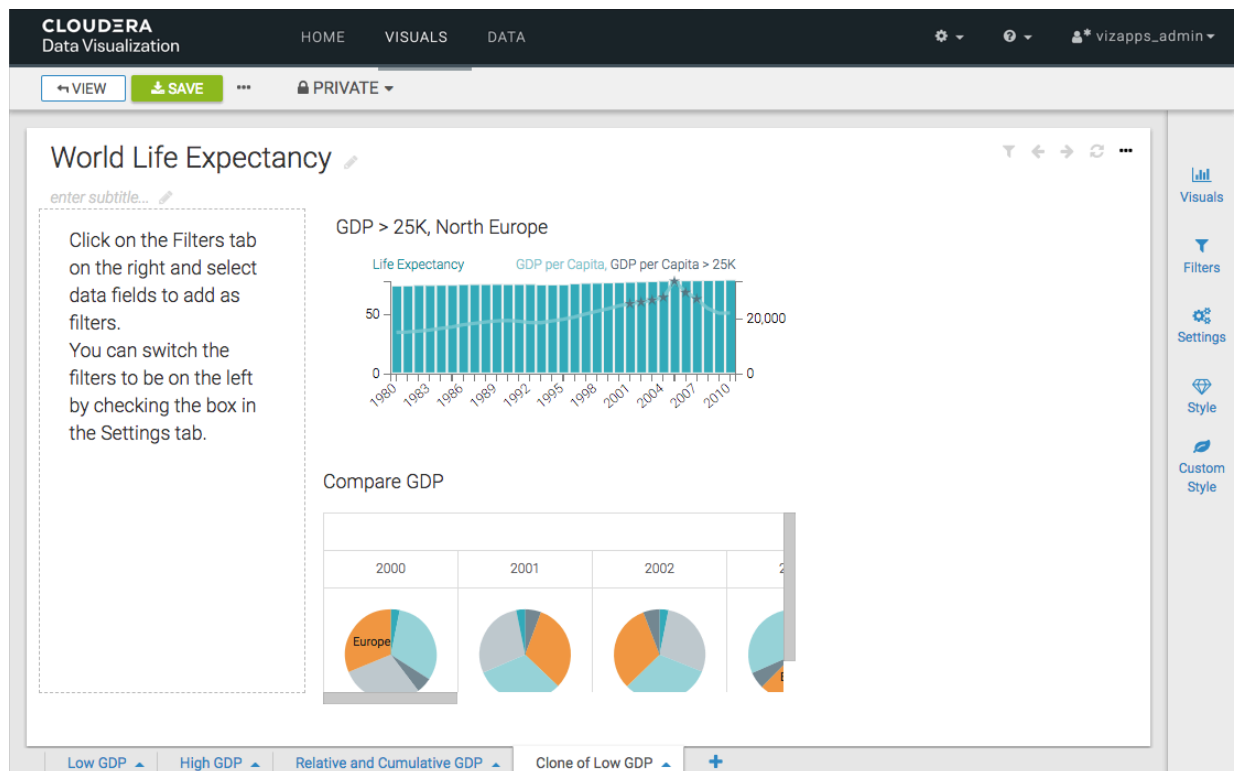 CLOUDERA
Data Visualization
HOME VISUALS DATA
vizapps_admin
VIEW SAVE PRIVATE
World Life Expectancy
enter subtitle...
Click on the Filters tab
on the right and select
data fields to add as
filters.
You can switch the
filters to be on the left
by checking the box in
the Settings tab.
GDP > 25K, North Europe
Life Expectancy GDP per Capita, GDP per Capita > 25K
50
0
20,000
0
1980 1983 1986 1989 1992 1995 1998 2001 2004 2007 2010
Compare GDP
2000 2001 2002 2
Europe
E
Visuals
Filters
Settings
Style
Custom
Style
Low GDP High GDP Relative and Cumulative GDP Clone of Low GDP +